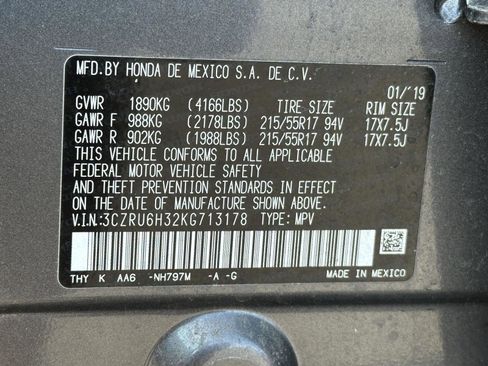 MFD.BY HONDA DE MEXICO S.A. DE C.V.
01/'19
GVWR 1890KG (4166LBS) TIRE SIZE RIM SIZE
GAWR F 988KG (2178LBS) 215/55R17 94V 17X7.5J
GAWR R 902KG (1988LBS) 215/55R17 94V 17X7.5J
THIS VEHICLE CONFORMS TO ALL APPLICABLE
FEDERAL MOTOR VEHICLE SAFETY
AND THEFT PREVENTION STANDARDS IN EFFECT
ON THE DATE OF MANUFACTURE SHOWN ABOVE.
V.I.N:3CZRU6H32KG713178 TYPE: MPV
THY K AA6 -NH797M -A -G MADE IN MEXICO